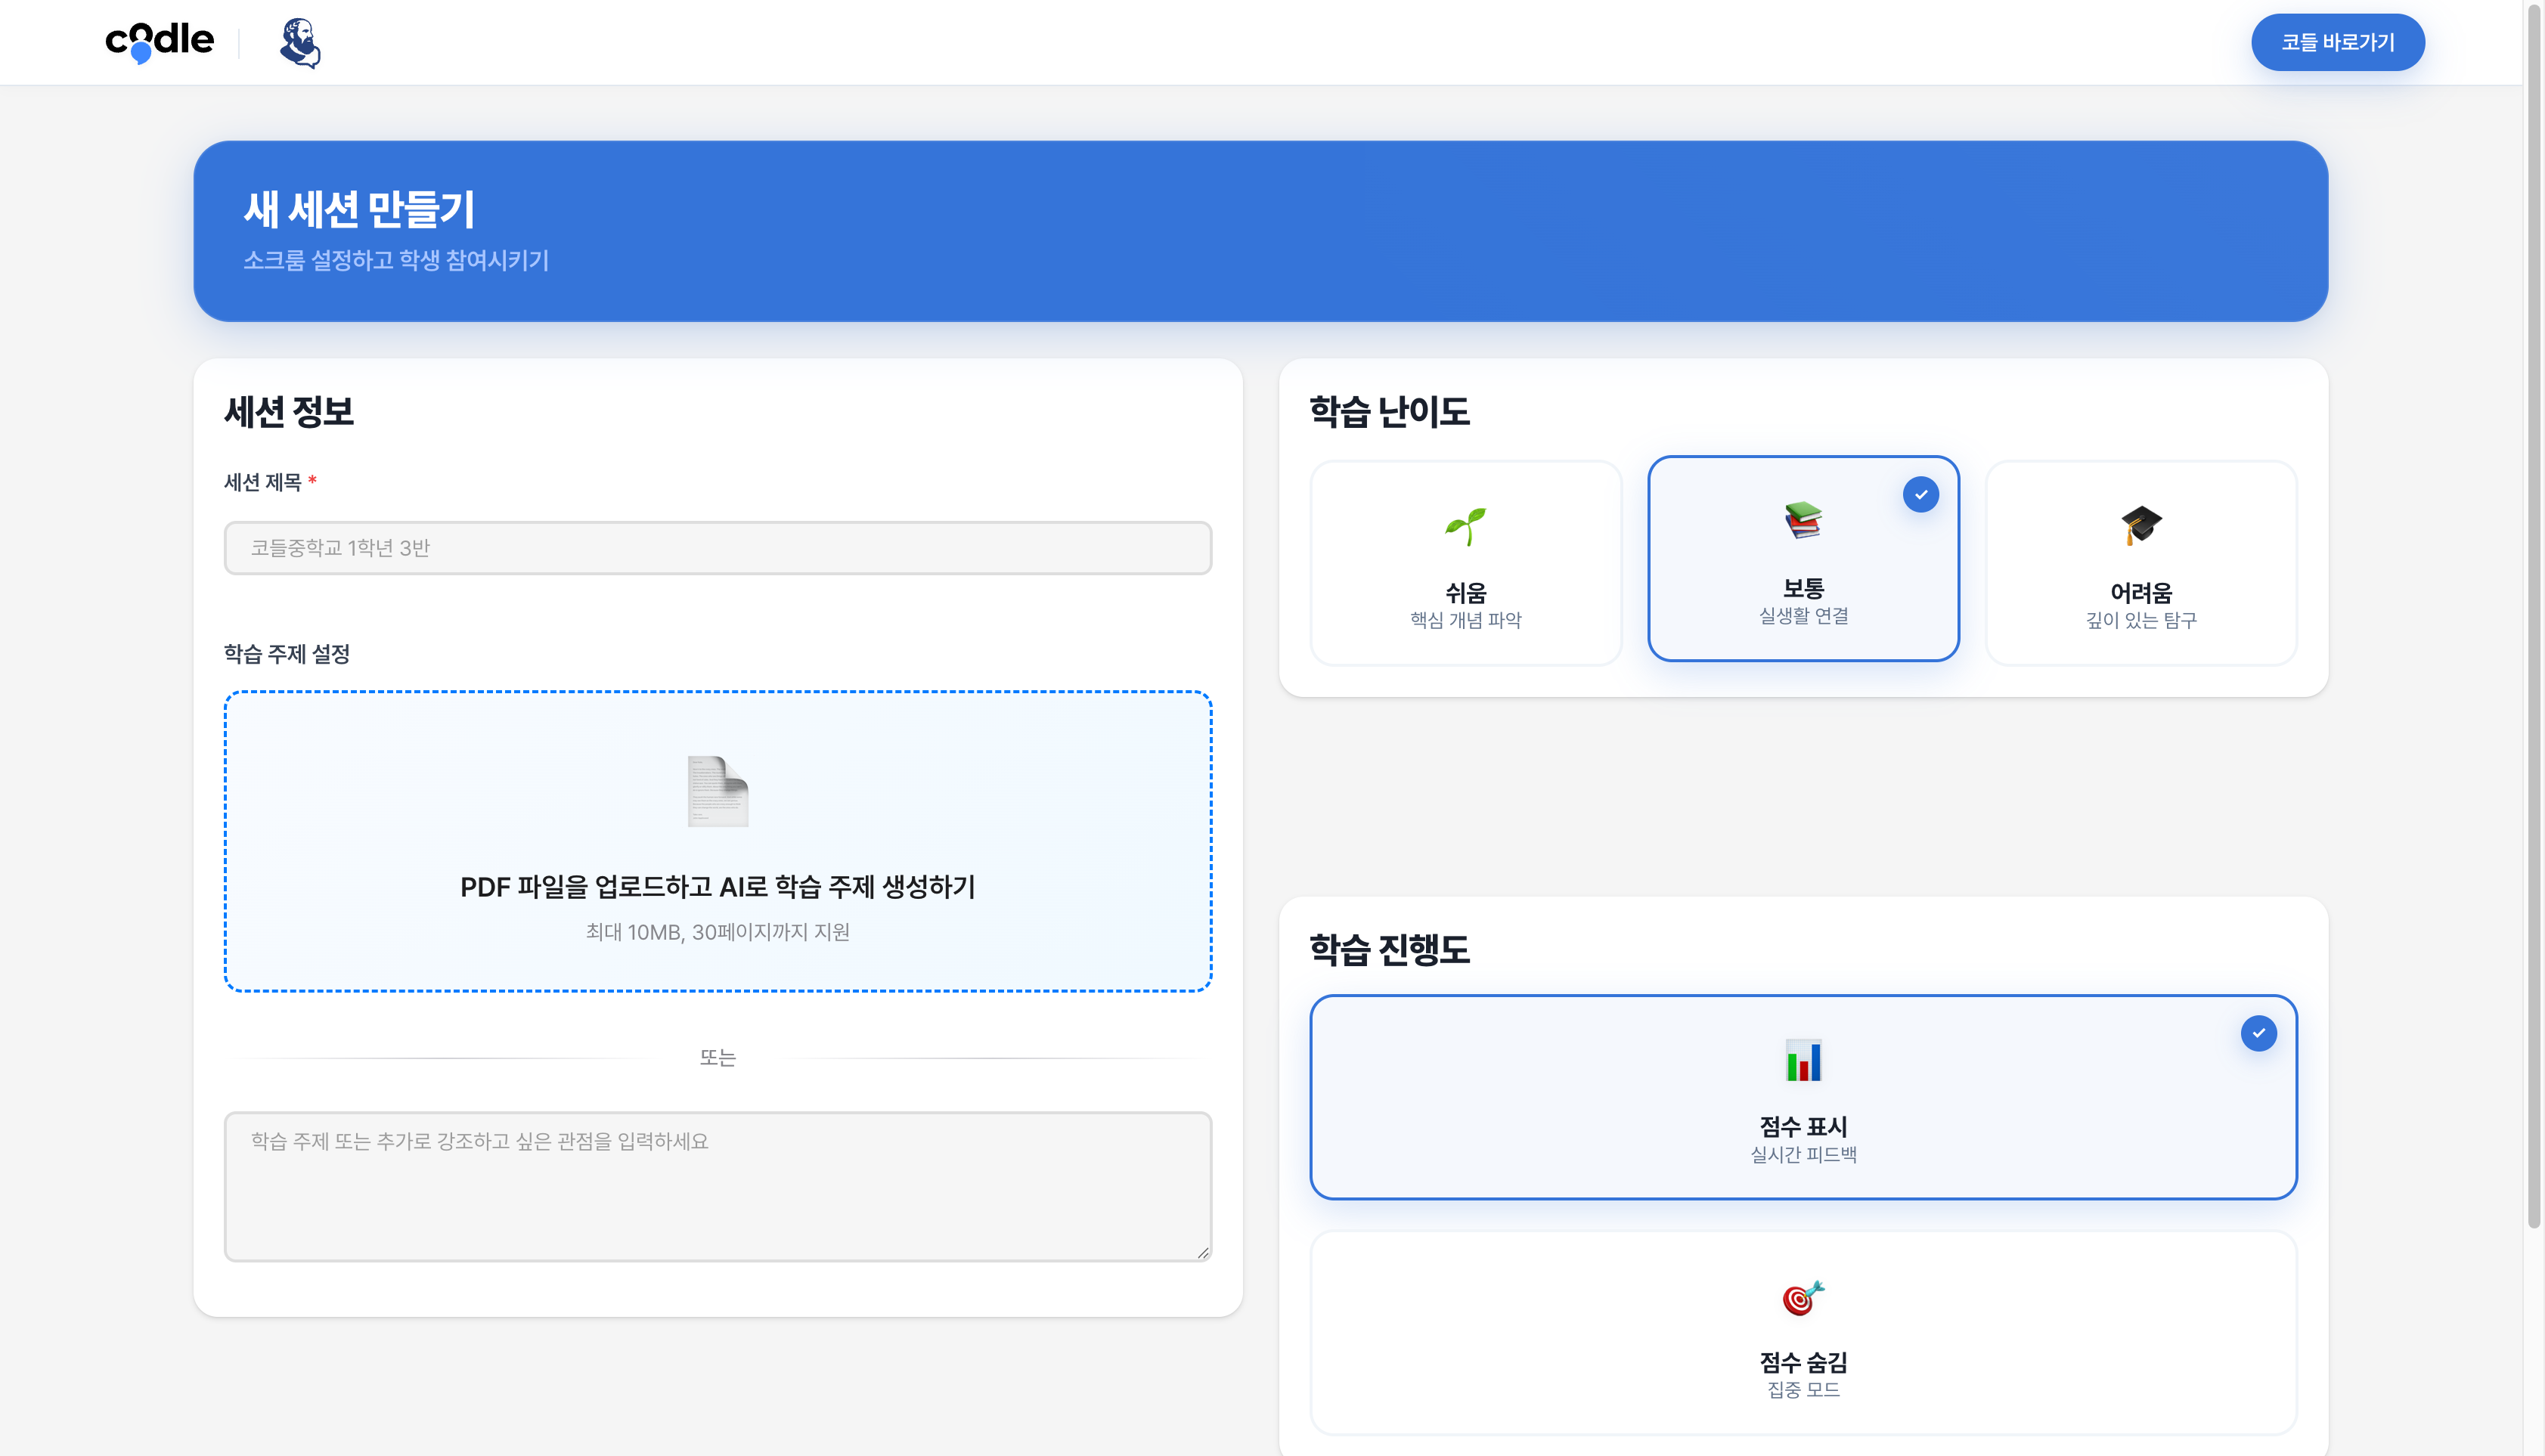 codle
코들 바로가기
새 세션 만들기
소크룸 설정하고 학생 참여시키기
세션 정보
세션 제목 *
코들중학교 1학년 3반
학습 주제 설정
PDF 파일을 업로드하고 AI로 학습 주제 생성하기
최대 10MB, 30페이지까지 지원
또는
학습 주제 또는 추가로 강조하고 싶은 관점을 입력하세요
학습 난이도
쉬움
핵심 개념 파악
보통
실생활 연결
어려움
깊이 있는 탐구
학습 진행도
점수 표시
실시간 피드백
점수 숨김
집중 모드